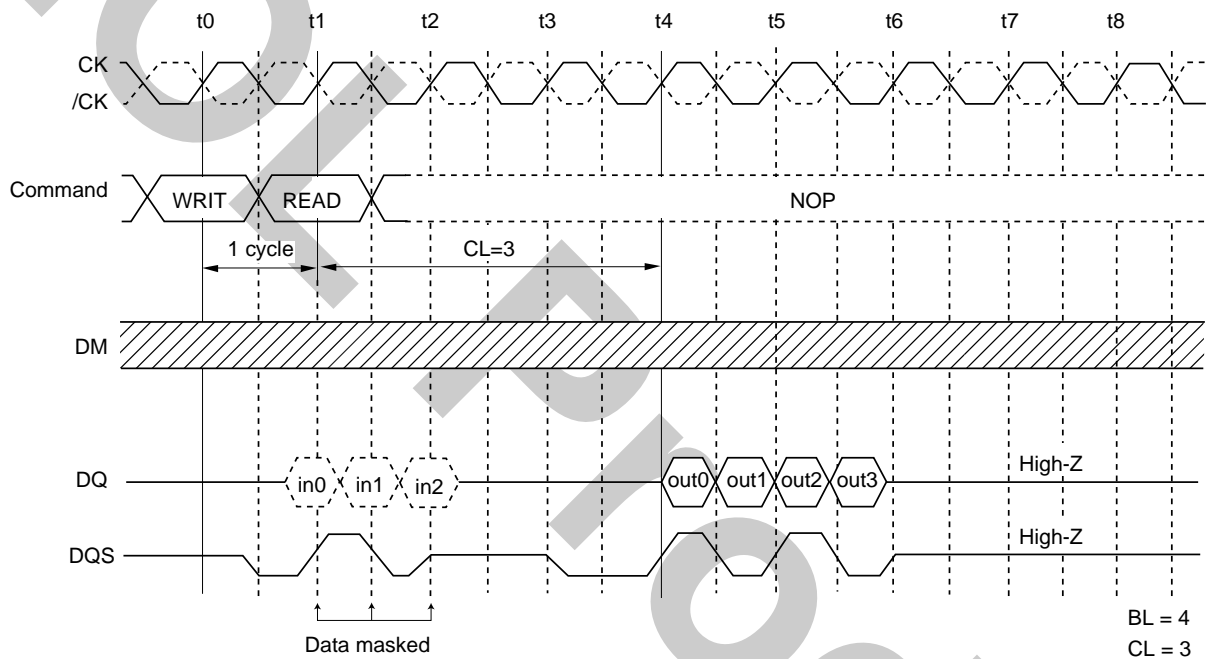 t0 t1 t2 t3 t4 t5 t6 t7 t8
CK
/CK
Command WRIT READ NOP
1 cycle CL=3
DM
DQ in0 in1 in2 out0 out1 out2 out3 High-Z
DQS High-Z
Data masked
BL = 4
CL = 3